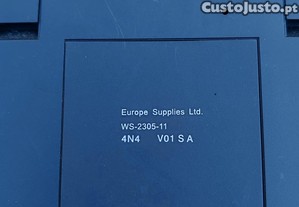 CustoJusto.pt
Europe Supplies Ltd.
WS-2305-11
4N4 V01 S A